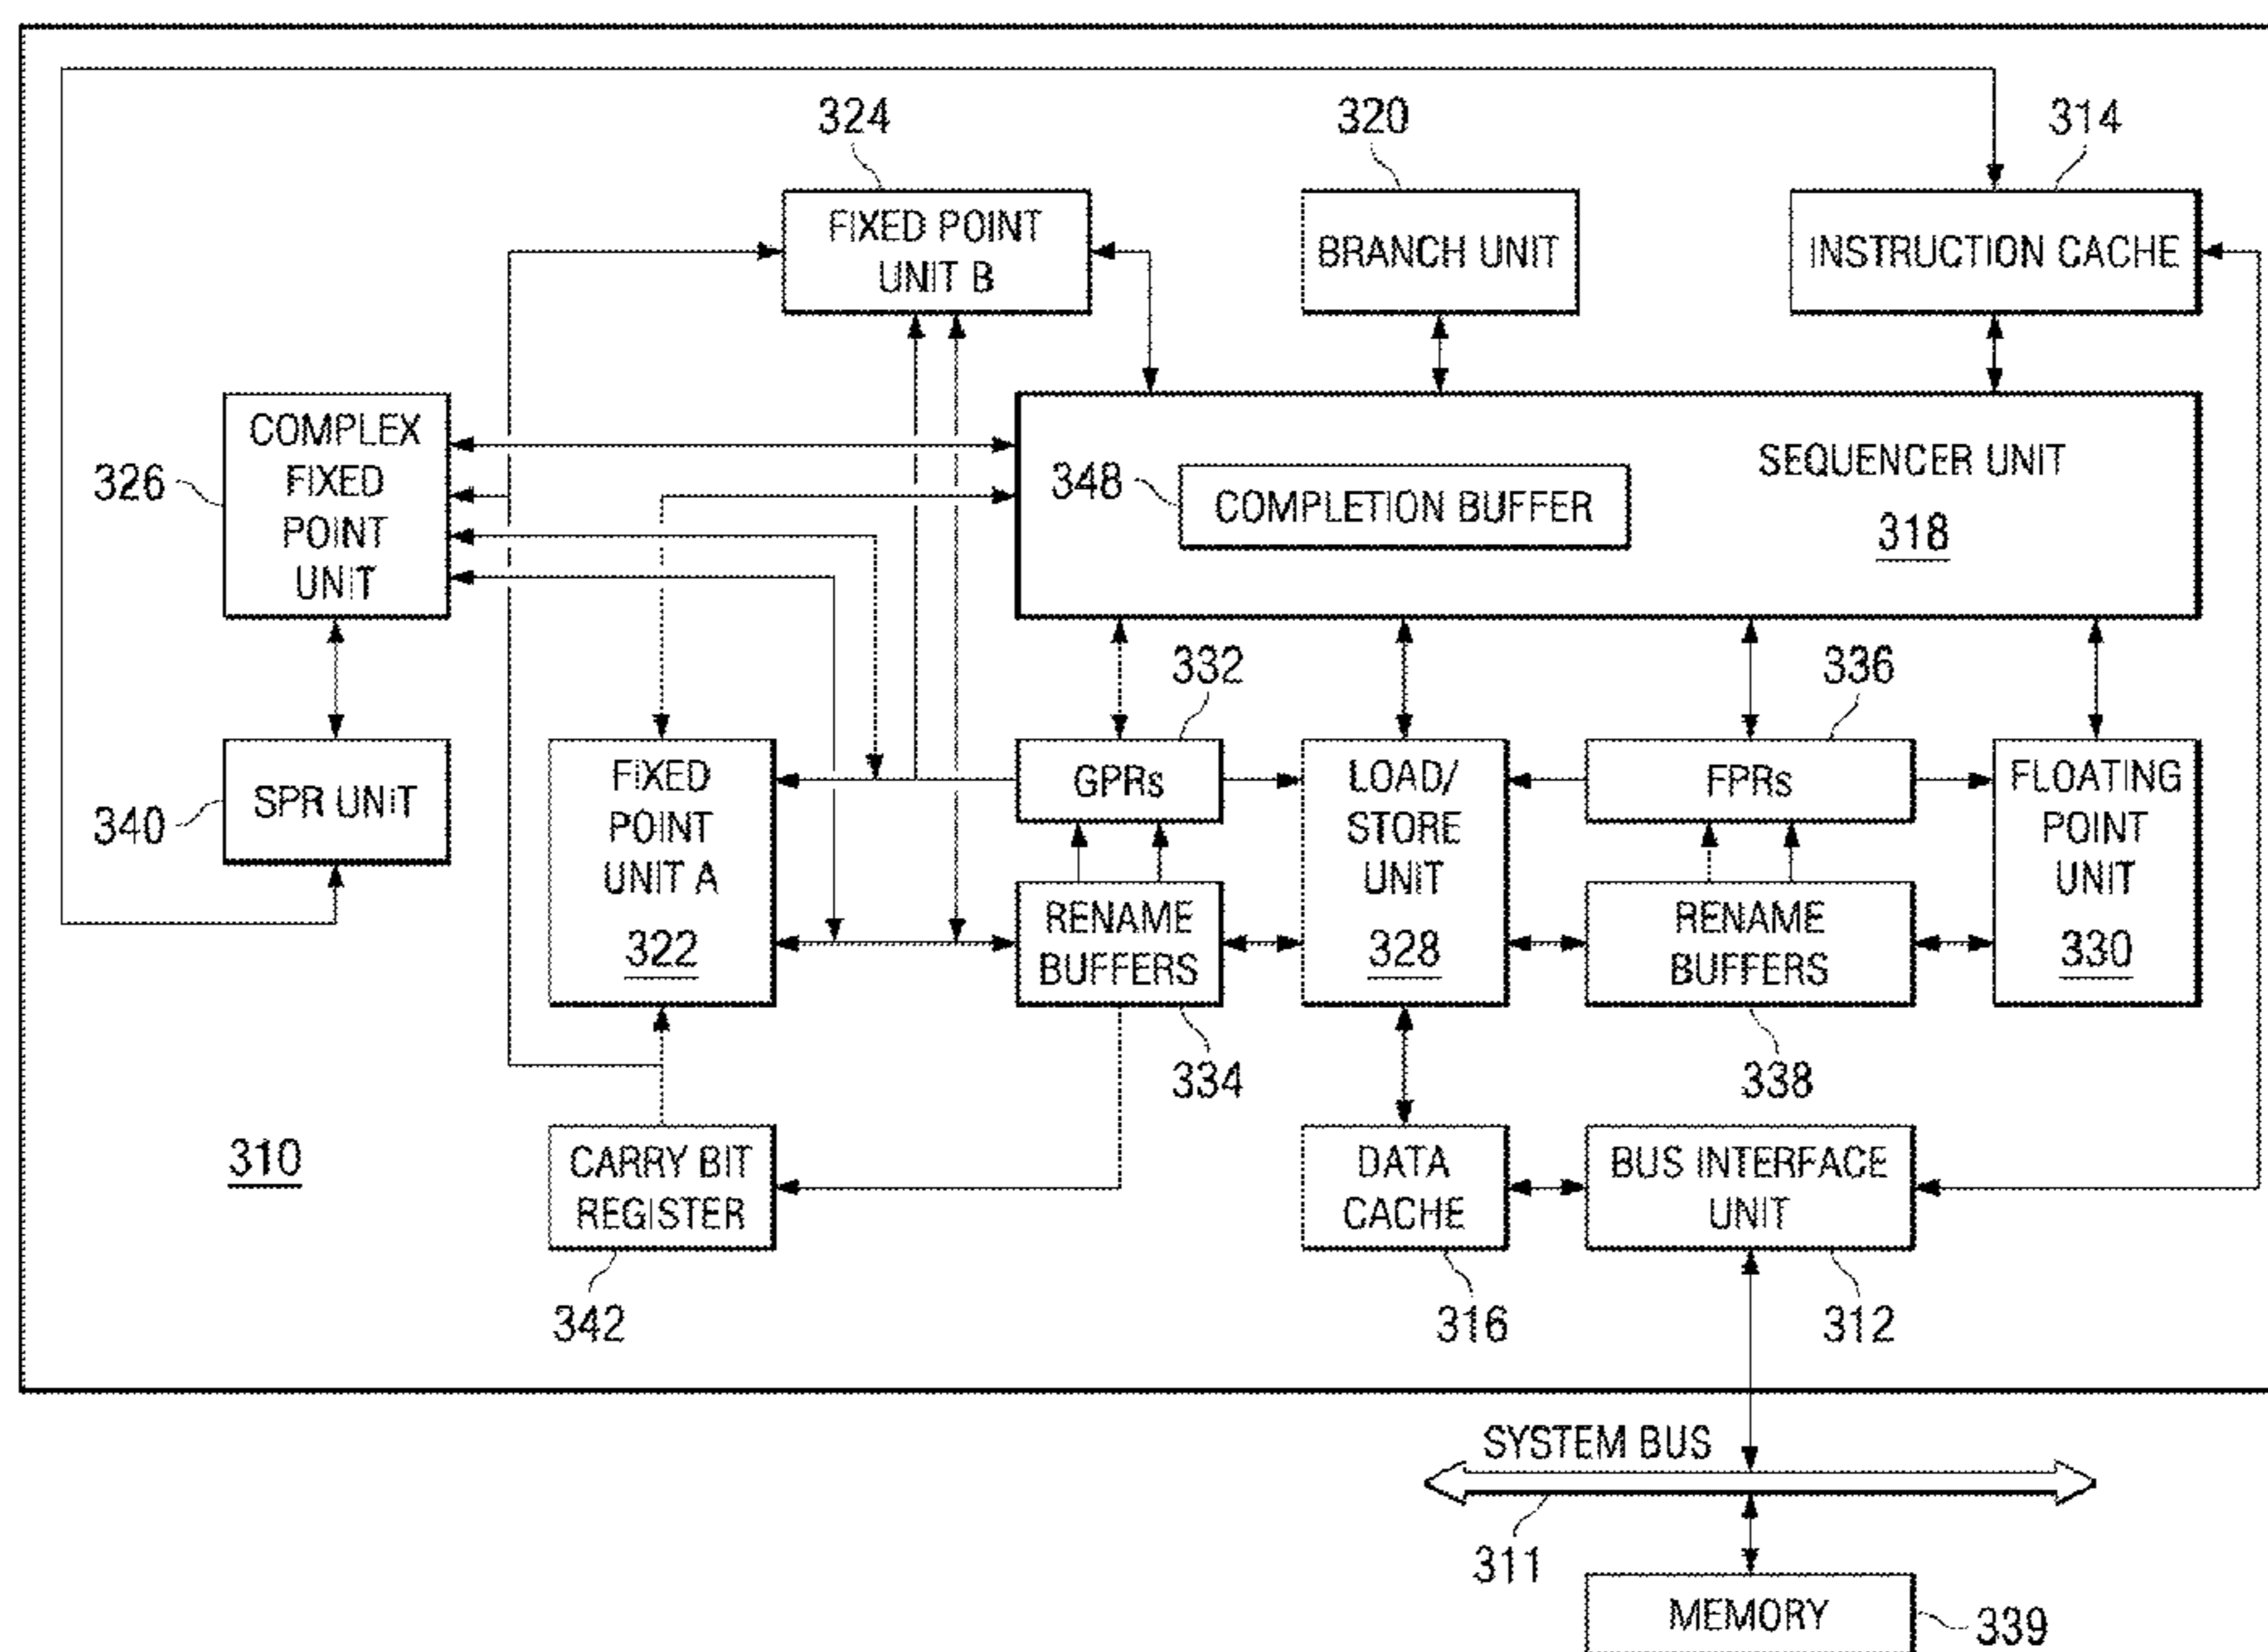 324
320
314
FIXED POINT
UNIT B
BRANCH UNIT
INSTRUCTION CACHE
COMPLEX
FIXED
POINT
UNIT
326
SEQUENCER UNIT
318
348
COMPLETION BUFFER
332
336
SPR UNIT
340
FIXED
POINT
UNIT A
322
GPRs
LOAD/
STORE
UNIT
328
FPRs
FLOATING
POINT
UNIT
330
RENAME
BUFFERS
RENAME
BUFFERS
334
338
310
CARRY BIT
REGISTER
DATA
CACHE
BUS INTERFACE
UNIT
342
316
312
SYSTEM BUS
311
MEMORY
339